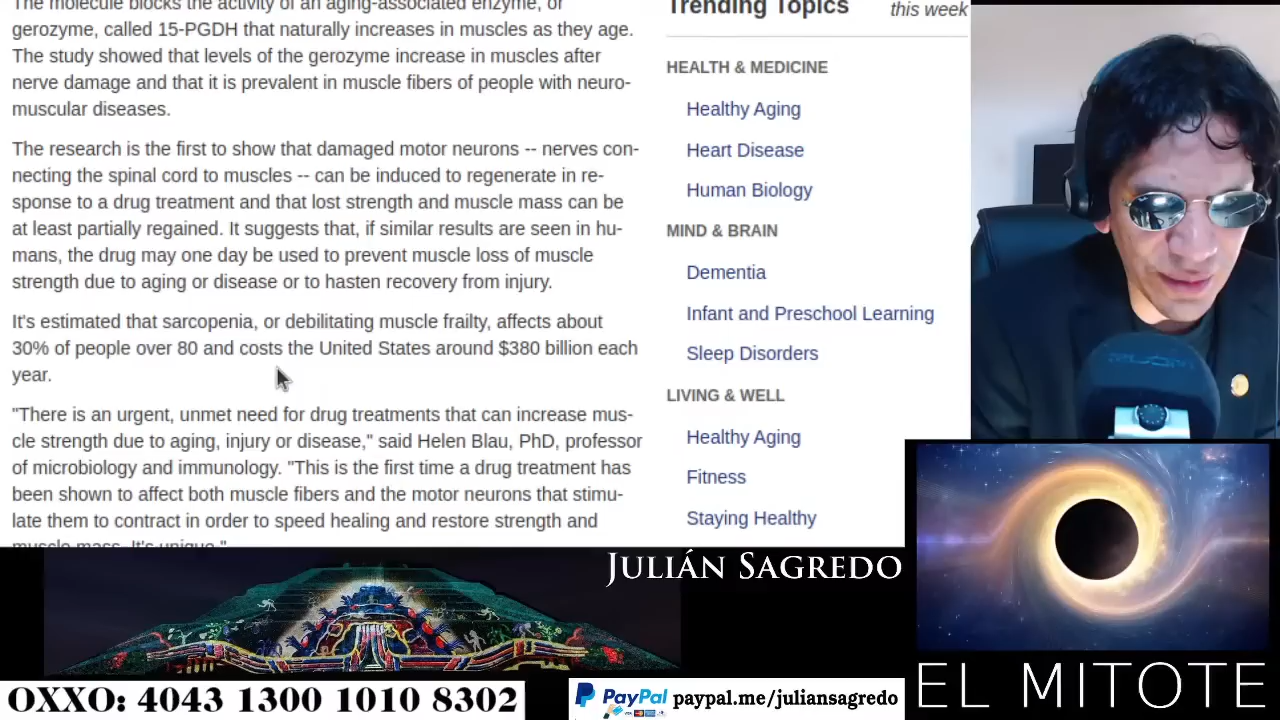 The molecule blocks the activity of an aging-associated enzyme, or
gerozyme, called 15-PGDH that naturally increases in muscles as they age.
The study showed that levels of the gerozyme increase in muscles after
nerve damage and that it is prevalent in muscle fibers of people with neuro-
muscular diseases.
The research is the first to show that damaged motor neurons -- nerves con-
necting the spinal cord to muscles -- can be induced to regenerate in re-
sponse to a drug treatment and that lost strength and muscle mass can be
at least partially regained. It suggests that, if similar results are seen in hu-
mans, the drug may one day be used to prevent muscle loss of muscle
strength due to aging or disease or to hasten recovery from injury.
It's estimated that sarcopenia, or debilitating muscle frailty, affects about
30% of people over 80 and costs the United States around $380 billion each
year.
"There is an urgent, unmet need for drug treatments that can increase mus-
cle strength due to aging, injury or disease," said Helen Blau, PhD, professor
of microbiology and immunology. "This is the first time a drug treatment has
been shown to affect both muscle fibers and the motor neurons that stimu-
late them to contract in order to speed healing and restore strength and
muscle mass. It's unique."
Trending Topics
this week
HEALTH & MEDICINE
Healthy Aging
Heart Disease
Human Biology
MIND & BRAIN
Dementia
Infant and Preschool Learning
Sleep Disorders
LIVING & WELL
Healthy Aging
Fitness
Staying Healthy
JULIÁN SAGREDO
OXXO: 4043 1300 1010 8302
PayPal paypal.me/juliansagredo
EL MITOTE